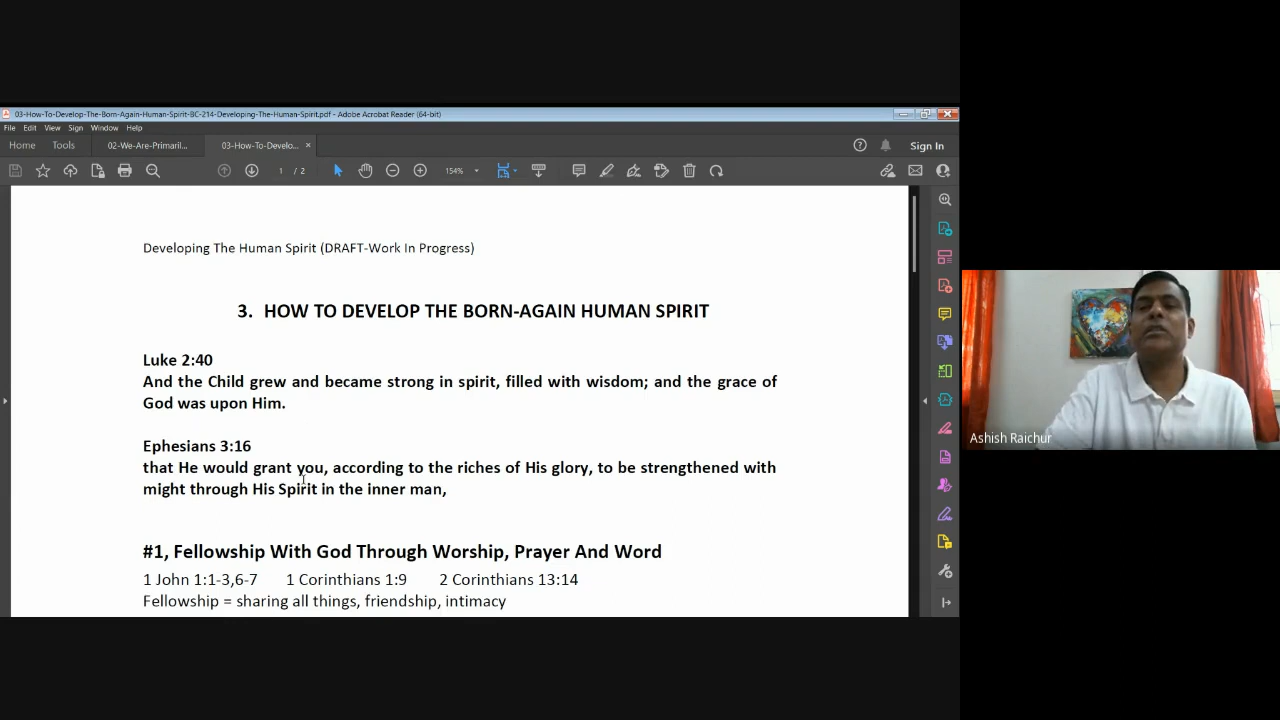 03-How-To-Develop-The-Born-Again-Human-Spirit-BC-214-Developing-The-Human-Spirit.pdf - Adobe Acrobat Reader (64-bit)
File Edit View Sign Window Help
Home Tools 02-We-Are-Primaril... 03-How-To-Develo... × Sign In
1 / 2 154%
Developing The Human Spirit (DRAFT-Work In Progress)
3. HOW TO DEVELOP THE BORN-AGAIN HUMAN SPIRIT
Luke 2:40
And the Child grew and became strong in spirit, filled with wisdom; and the grace of
God was upon Him.
Ephesians 3:16
that He would grant you, according to the riches of His glory, to be strengthened with
might through His Spirit in the inner man,
#1, Fellowship With God Through Worship, Prayer And Word
1 John 1:1-3,6-7 1 Corinthians 1:9 2 Corinthians 13:14
Fellowship = sharing all things, friendship, intimacy
Ashish Raichur